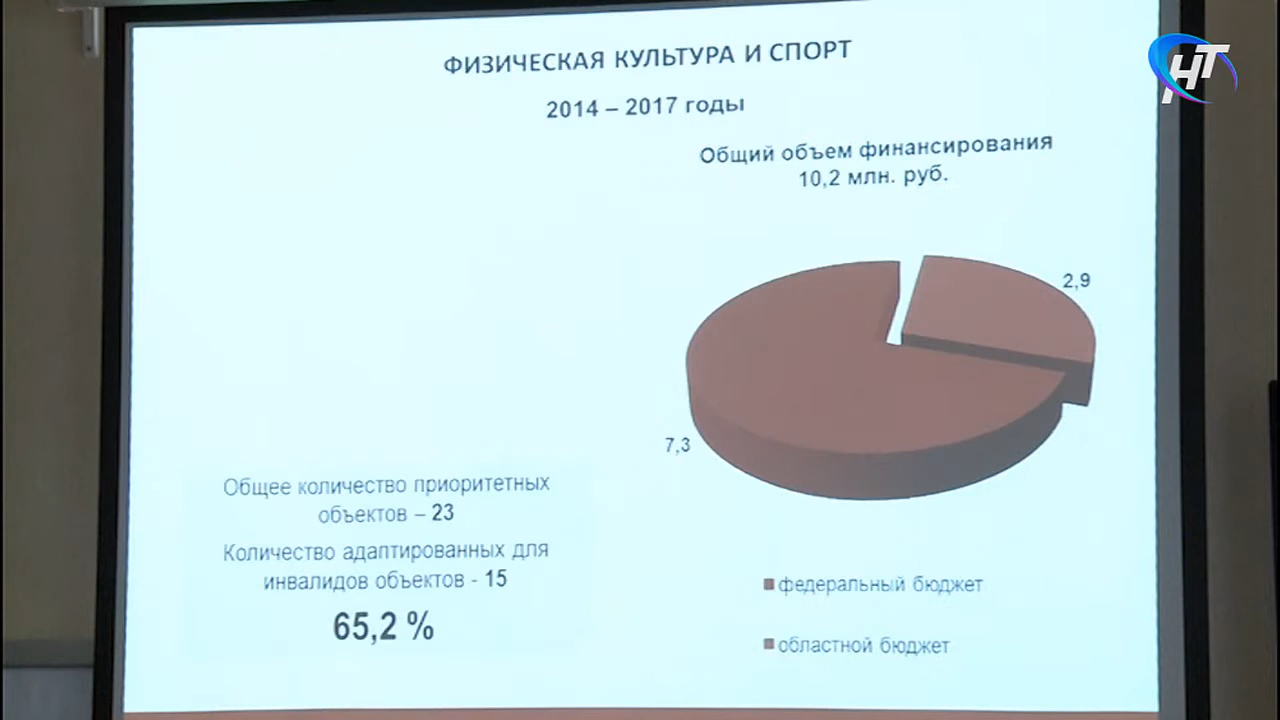 ФИЗИЧЕСКАЯ КУЛЬТУРА И СПОРТ
2014 – 2017 годы
Общий объем финансирования
10,2 млн. руб.
2,9
7,3
Общее количество приоритетных
объектов – 23
Количество адаптированных для
инвалидов объектов - 15
65,2 %
федеральный бюджет
областной бюджет
НТ